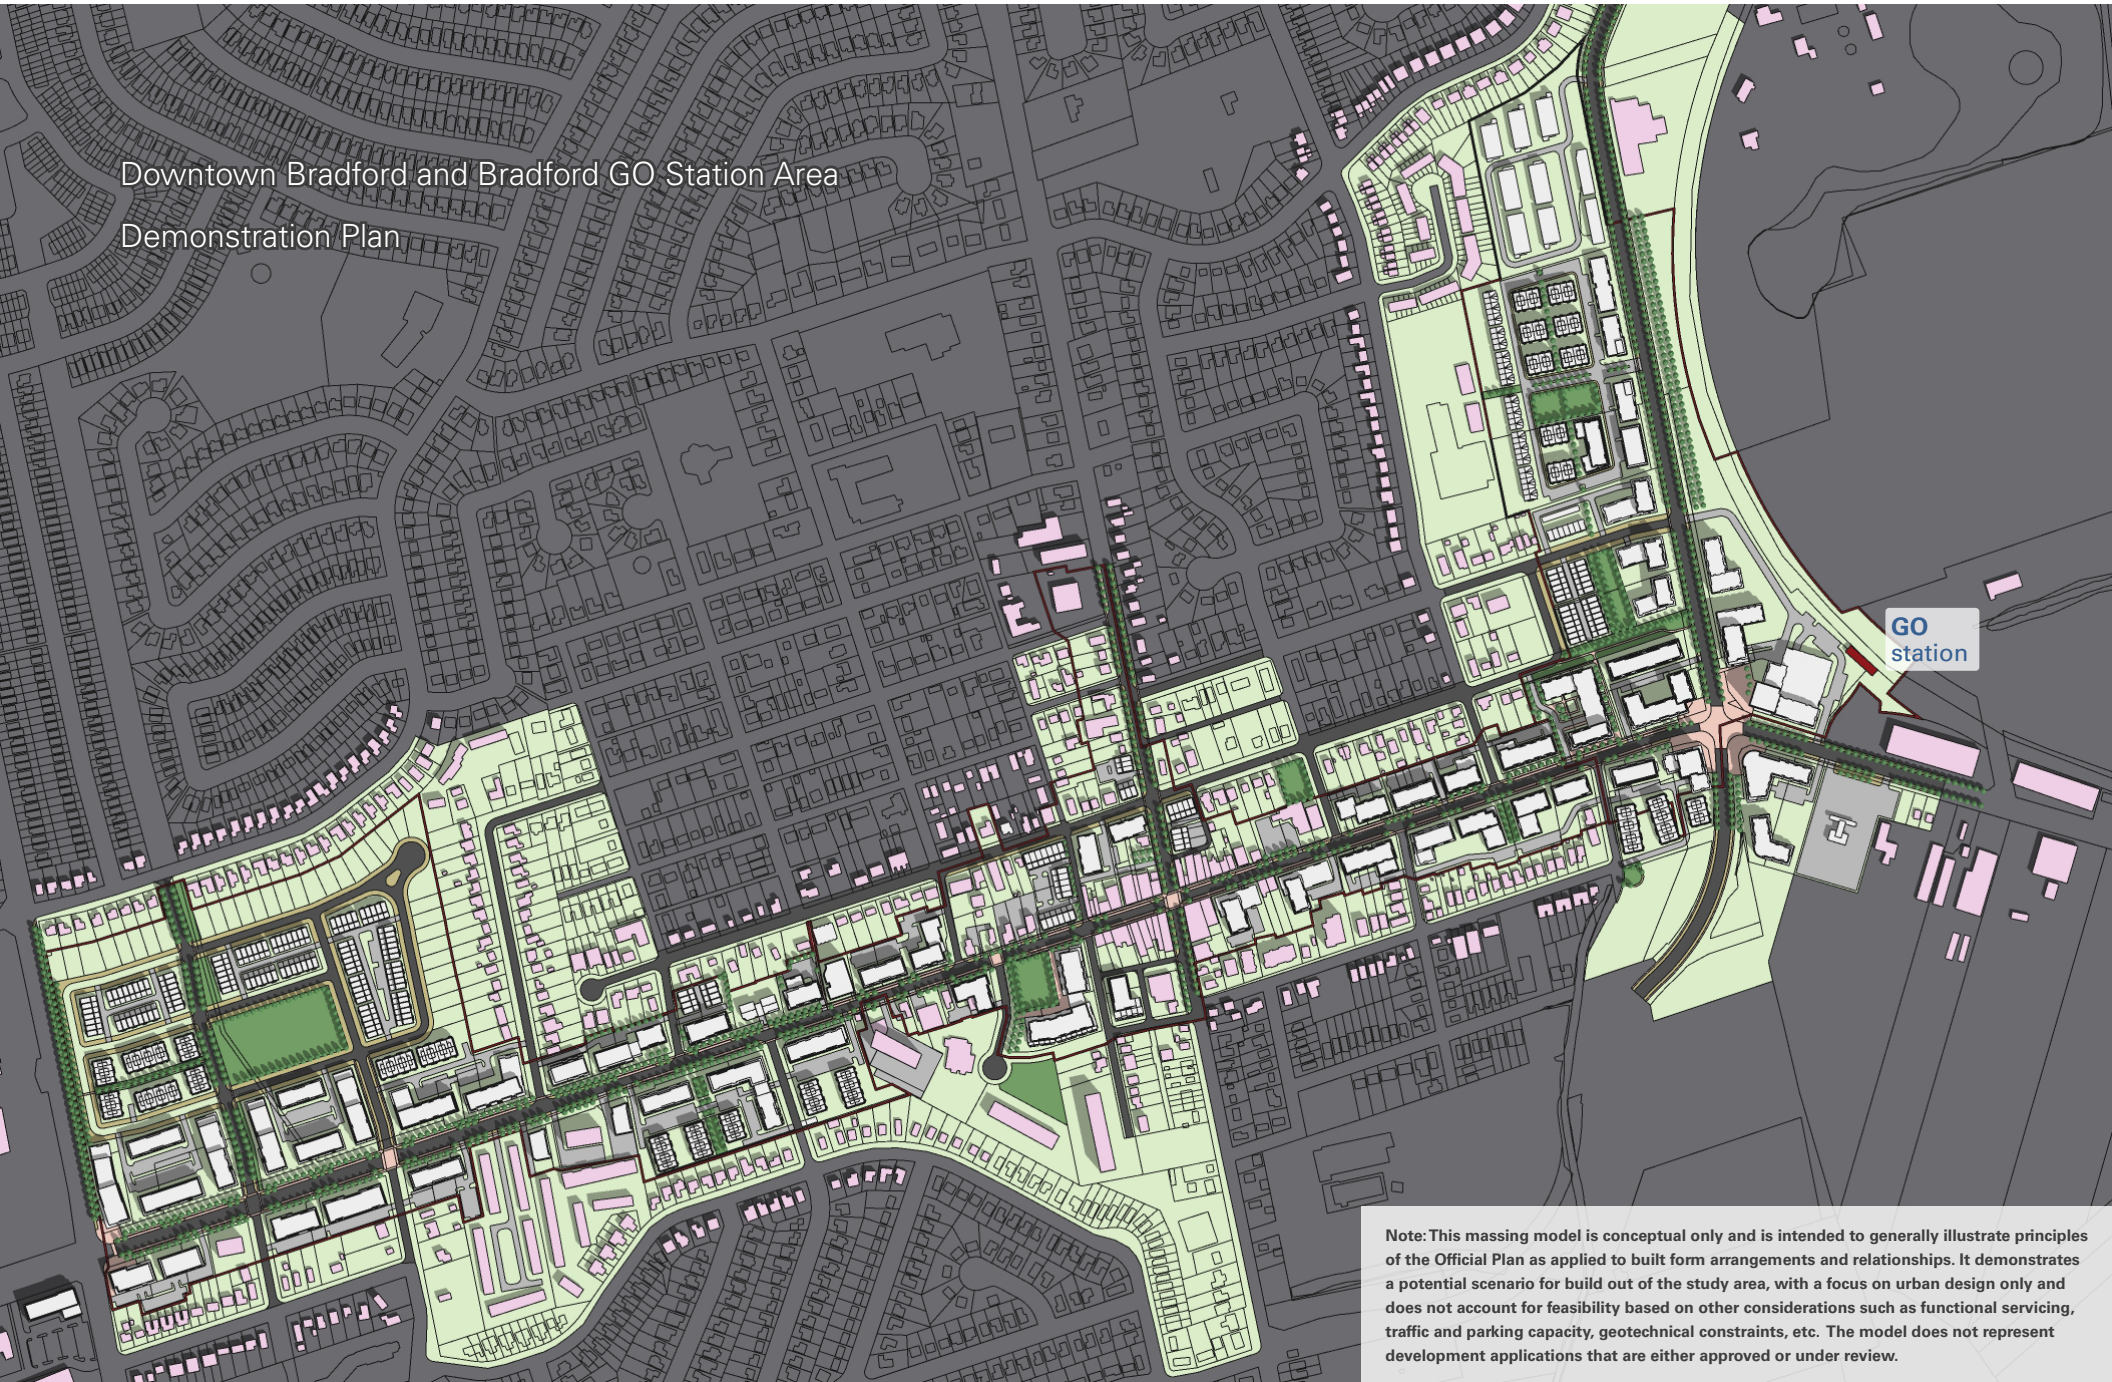 Downtown Bradford and Bradford GO Station Area
Demonstration Plan
GO
station
Note: This massing model is conceptual only and is intended to generally illustrate principles
of the Official Plan as applied to built form arrangements and relationships. It demonstrates
a potential scenario for build out of the study area, with a focus on urban design only and
does not account for feasibility based on other considerations such as functional servicing,
traffic and parking capacity, geotechnical constraints, etc. The model does not represent
development applications that are either approved or under review.